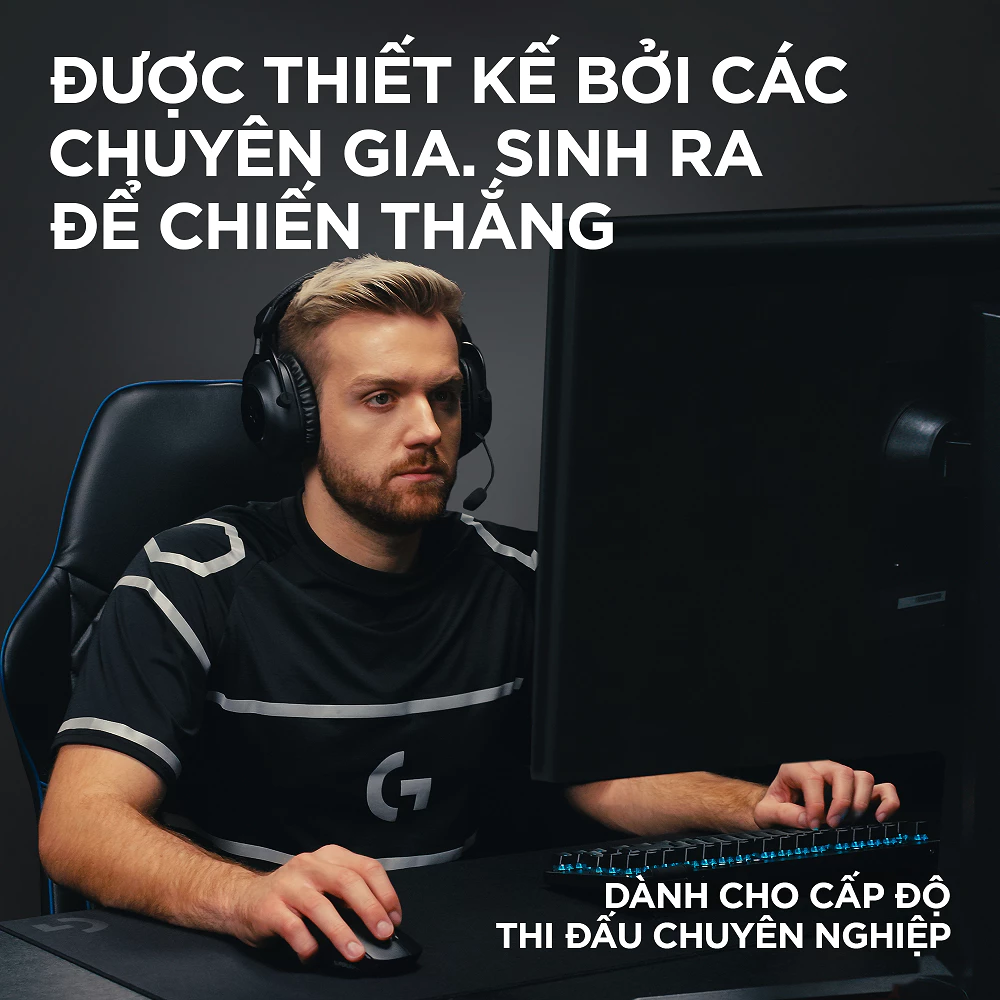 ĐƯỢC THIẾT KẾ BỞI CÁC
CHUYÊN GIA. SINH RA
ĐỂ CHIẾN THẮNG
DÀNH CHO CẤP ĐỘ
THI ĐẤU CHUYÊN NGHIỆP